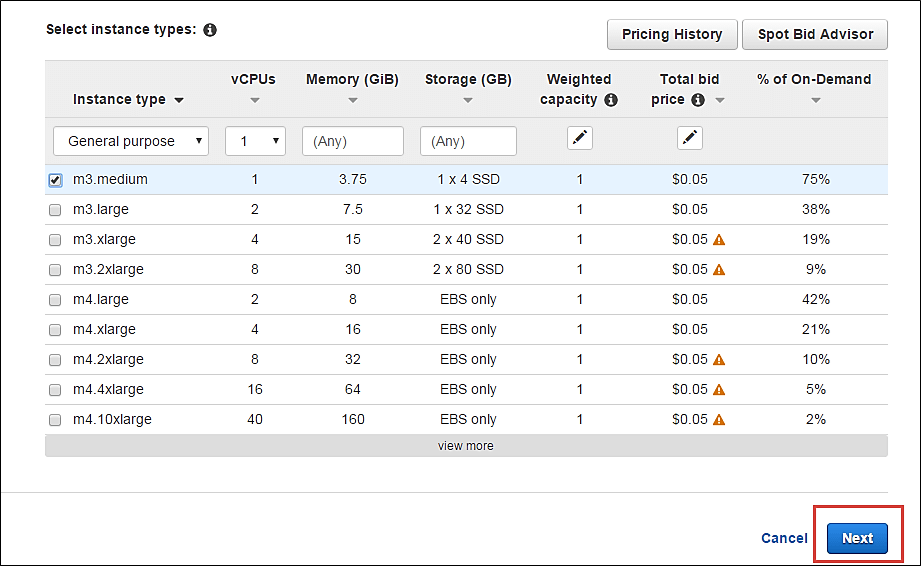 Select instance types:
Pricing History
Spot Bid Advisor
Instance type vCPUs Memory (GiB) Storage (GB) Weighted capacity Total bid price % of On-Demand
General purpose 1 (Any) (Any)
m3.medium 1 3.75 1 x 4 SSD 1 $0.05 75%
m3.large 2 7.5 1 x 32 SSD 1 $0.05 38%
m3.xlarge 4 15 2 x 40 SSD 1 $0.05 19%
m3.2xlarge 8 30 2 x 80 SSD 1 $0.05 9%
m4.large 2 8 EBS only 1 $0.05 42%
m4.xlarge 4 16 EBS only 1 $0.05 21%
m4.2xlarge 8 32 EBS only 1 $0.05 10%
m4.4xlarge 16 64 EBS only 1 $0.05 5%
m4.10xlarge 40 160 EBS only 1 $0.05 2%
view more
Cancel Next